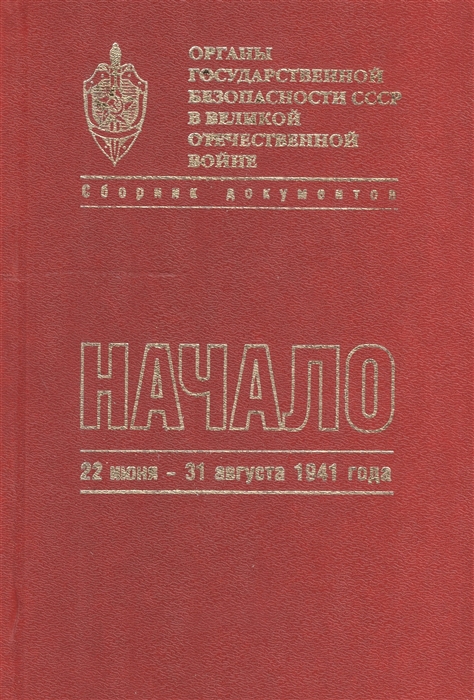 ОРГАНЫ
ГОСУДАРСТВЕННОЙ
БЕЗОПАСНОСТИ СССР
В ВЕЛИКОЙ
ОТЕЧЕСТВЕННОЙ
ВОЙНЕ
Сборник документов
НАЧАЛО
22 июня - 31 августа 1941 года